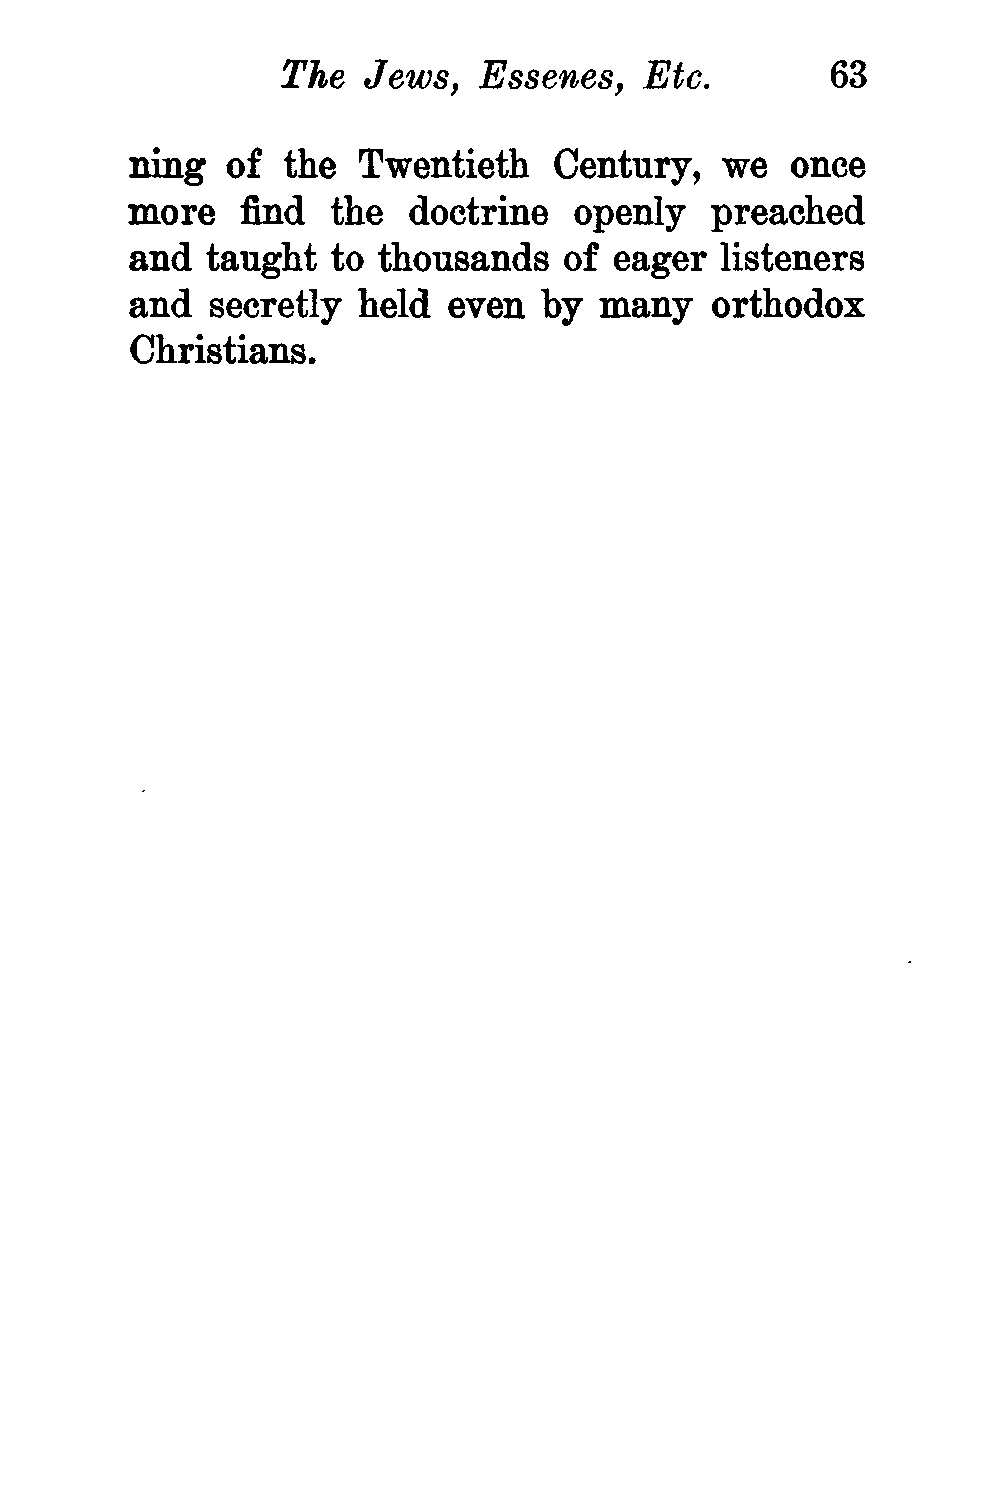 The Jews, Essenes, Etc. 63
ning of the Twentieth Century, we once
more find the doctrine openly preached
and taught to thousands of eager listeners
and secretly held even by many orthodox
Christians.